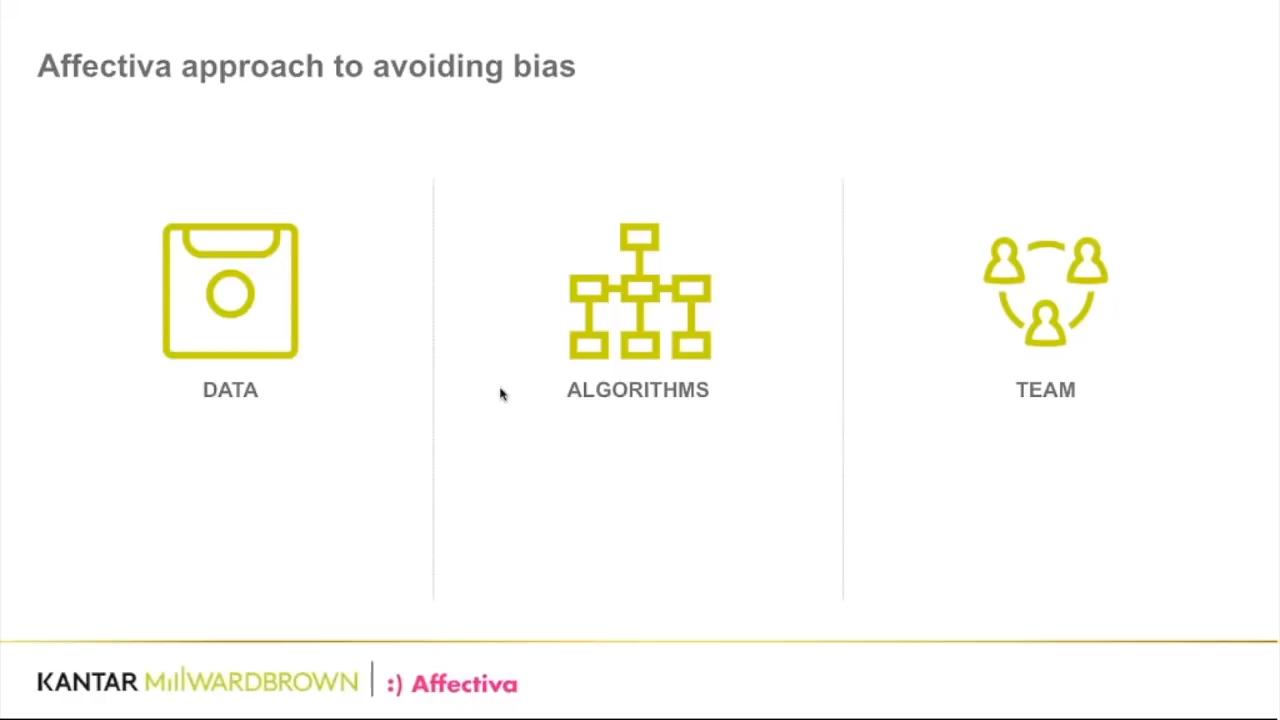 Affectiva approach to avoiding bias
DATA
ALGORITHMS
TEAM
KANTAR MillWARDBROWN
:) Affectiva